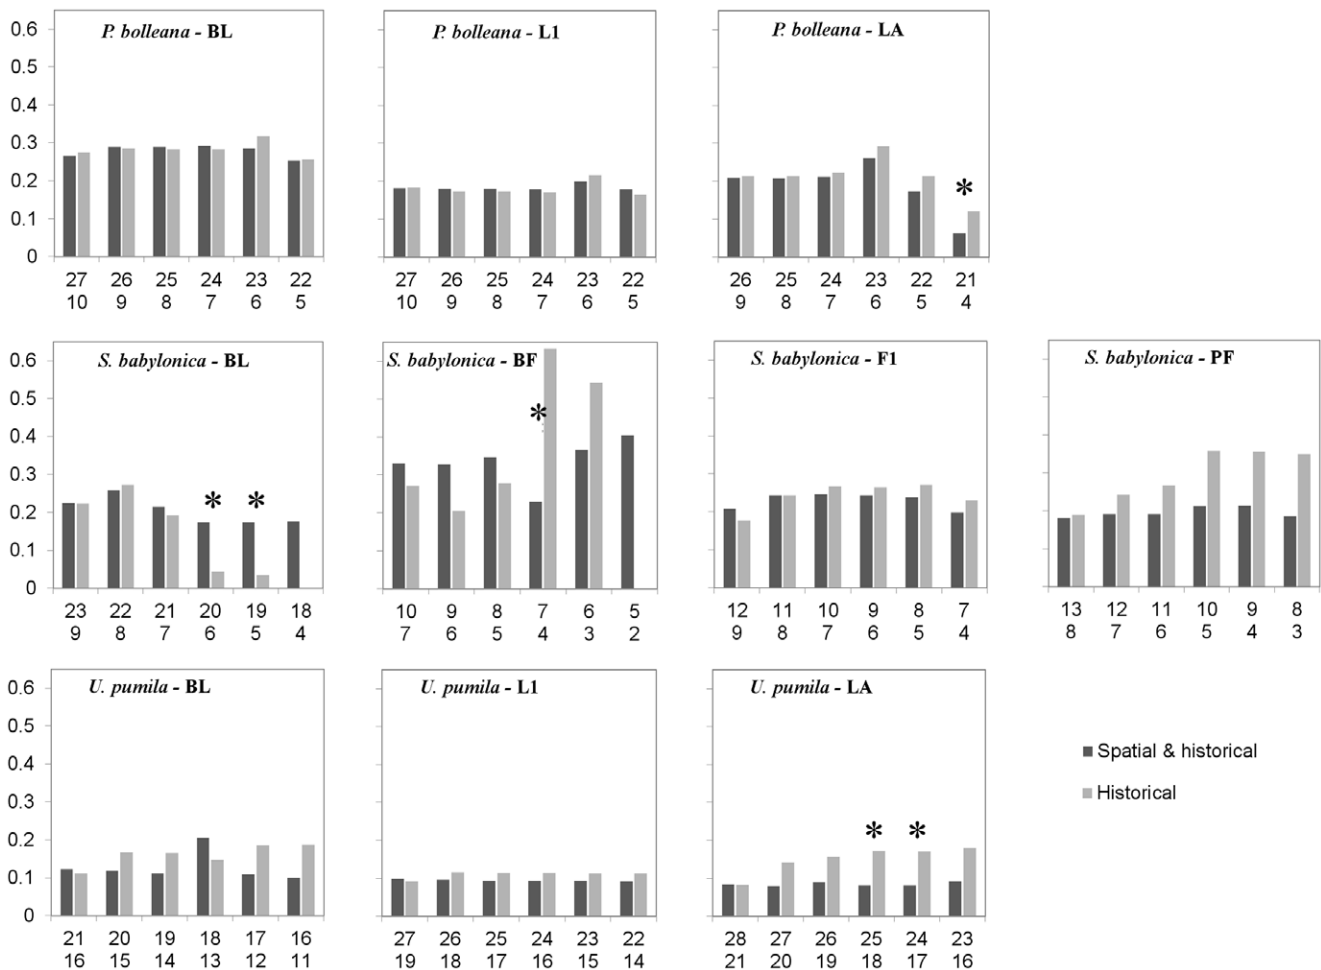 P. bolleana - BL
P. bolleana - L1
P. bolleana - LA
0.6
0.5
0.4
0.3
0.2
0.1
0
*
27 26 25 24 23 22
10 9 8 7 6 5
27 26 25 24 23 22
10 9 8 7 6 5
26 25 24 23 22 21
9 8 7 6 5 4
S. babylonica - BL
S. babylonica - BF
S. babylonica - F1
S. babylonica - PF
0.6
0.5
0.4
0.3
0.2
0.1
0
* *
*
23 22 21 20 19 18
9 8 7 6 5 4
10 9 8 7 6 5
7 6 5 4 3 2
12 11 10 9 8 7
9 8 7 6 5 4
13 12 11 10 9 8
8 7 6 5 4 3
U. pumila - BL
U. pumila - L1
U. pumila - LA
0.6
0.5
0.4
0.3
0.2
0.1
0
* *
21 20 19 18 17 16
16 15 14 13 12 11
27 26 25 24 23 22
19 18 17 16 15 14
28 27 26 25 24 23
21 20 19 18 17 16
Spatial & historical
Historical